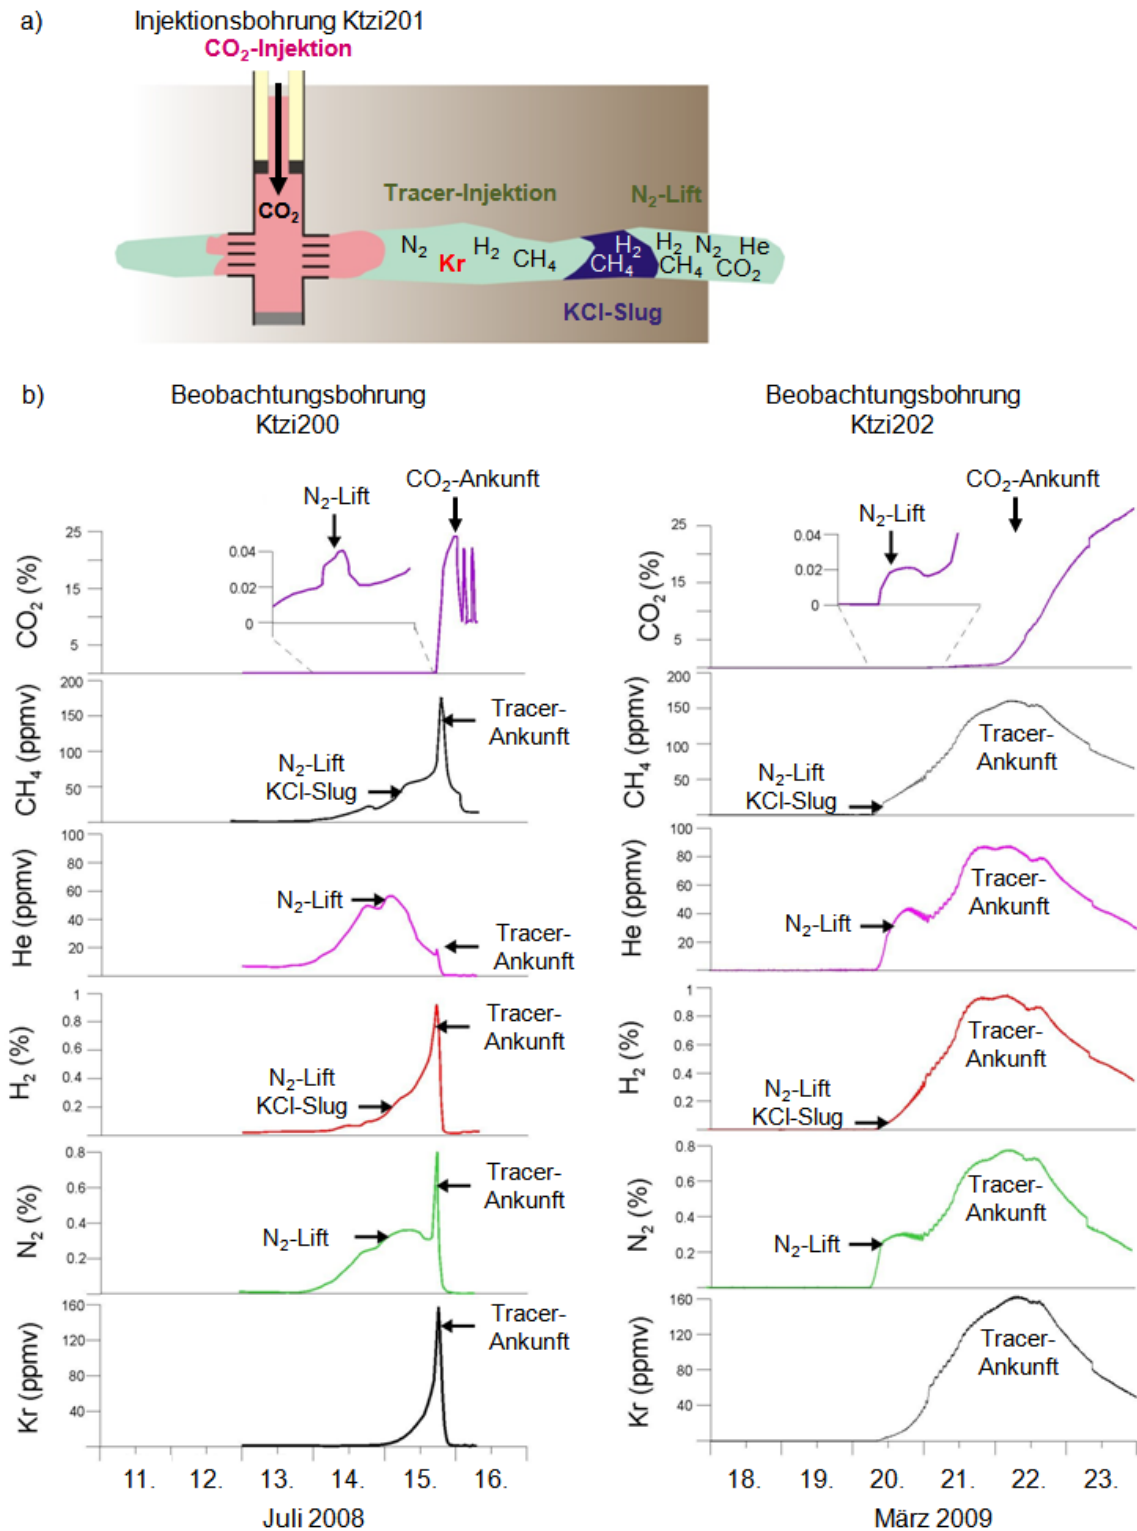 a)
Injektionsbohrung Ktzi201
CO₂-Injektion
CO₂
Tracer-Injektion
N₂-Lift
N₂ Kr H₂ CH₄
H₂ CH₄
H₂ N₂ He
CH₄ CO₂
KCl-Slug
b)
Beobachtungsbohrung
Ktzi200
Beobachtungsbohrung
Ktzi202
CO₂ (%)
25
15
5
N₂-Lift
CO₂-Ankunft
0.04
0.02
0
CH₄ (ppmv)
200
150
100
50
N₂-Lift
KCl-Slug
Tracer-
Ankunft
He (ppmv)
100
80
60
40
20
N₂-Lift
Tracer-
Ankunft
H₂ (%)
1
0.8
0.6
0.4
0.2
N₂-Lift
KCl-Slug
Tracer-
Ankunft
N₂ (%)
0.8
0.6
0.4
0.2
N₂-Lift
Tracer-
Ankunft
Kr (ppmv)
160
120
80
40
Tracer-
Ankunft
11. 12. 13. 14. 15. 16.
Juli 2008
CO₂ (%)
25
15
5
N₂-Lift
CO₂-Ankunft
0.04
0.02
0
CH₄ (ppmv)
200
150
100
50
N₂-Lift
KCl-Slug
Tracer-
Ankunft
He (ppmv)
100
80
60
40
20
N₂-Lift
Tracer-
Ankunft
H₂ (%)
1
0.8
0.6
0.4
0.2
N₂-Lift
KCl-Slug
Tracer-
Ankunft
N₂ (%)
0.8
0.6
0.4
0.2
N₂-Lift
Tracer-
Ankunft
Kr (ppmv)
160
120
80
40
Tracer-
Ankunft
18. 19. 20. 21. 22. 23.
März 2009